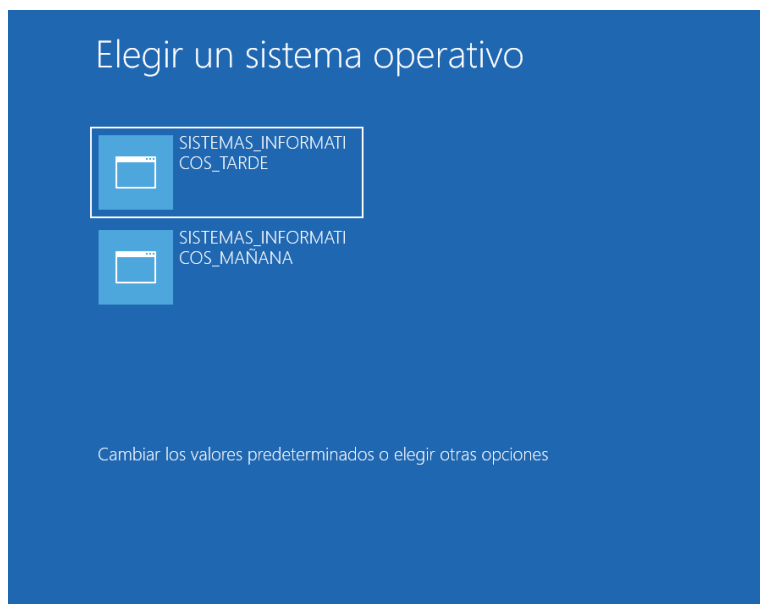 Elegir un sistema operativo
SISTEMAS_INFORMATI
COS_TARDE
SISTEMAS_INFORMATI
COS_MAÑANA
Cambiar los valores predeterminados o elegir otras opciones